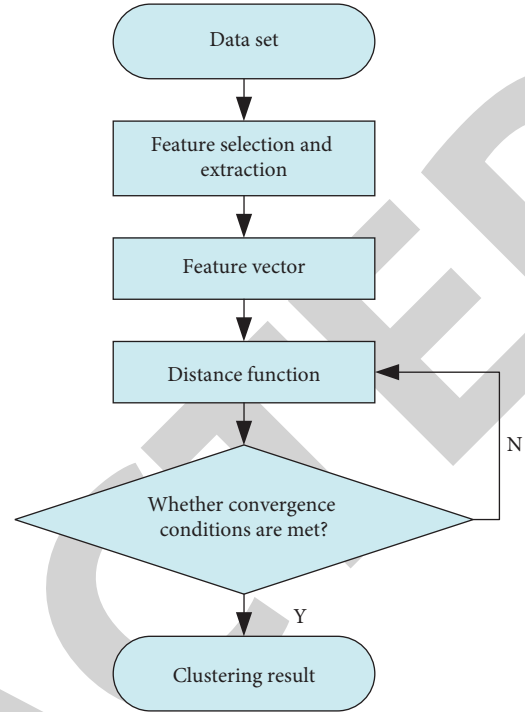 Data set
Feature selection and
extraction
Feature vector
Distance function
N
Whether convergence
conditions are met?
Y
Clustering result